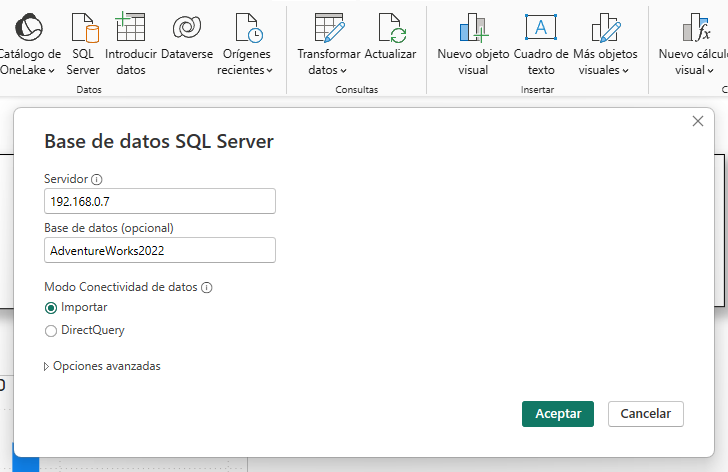 Catálogo de OneLake
SQL Server
Introducir datos
Dataverse
Orígenes recientes
Transformar datos
Actualizar
Nuevo objeto visual
A
Cuadro de texto
Más objetos visuales
fx
visual
Datos
Consultas
Insertar
Base de datos SQL Server
Servidor
192.168.0.7
Base de datos (opcional)
AdventureWorks2022
Modo Conectividad de datos
Importar
DirectQuery
Opciones avanzadas
Aceptar
Cancelar